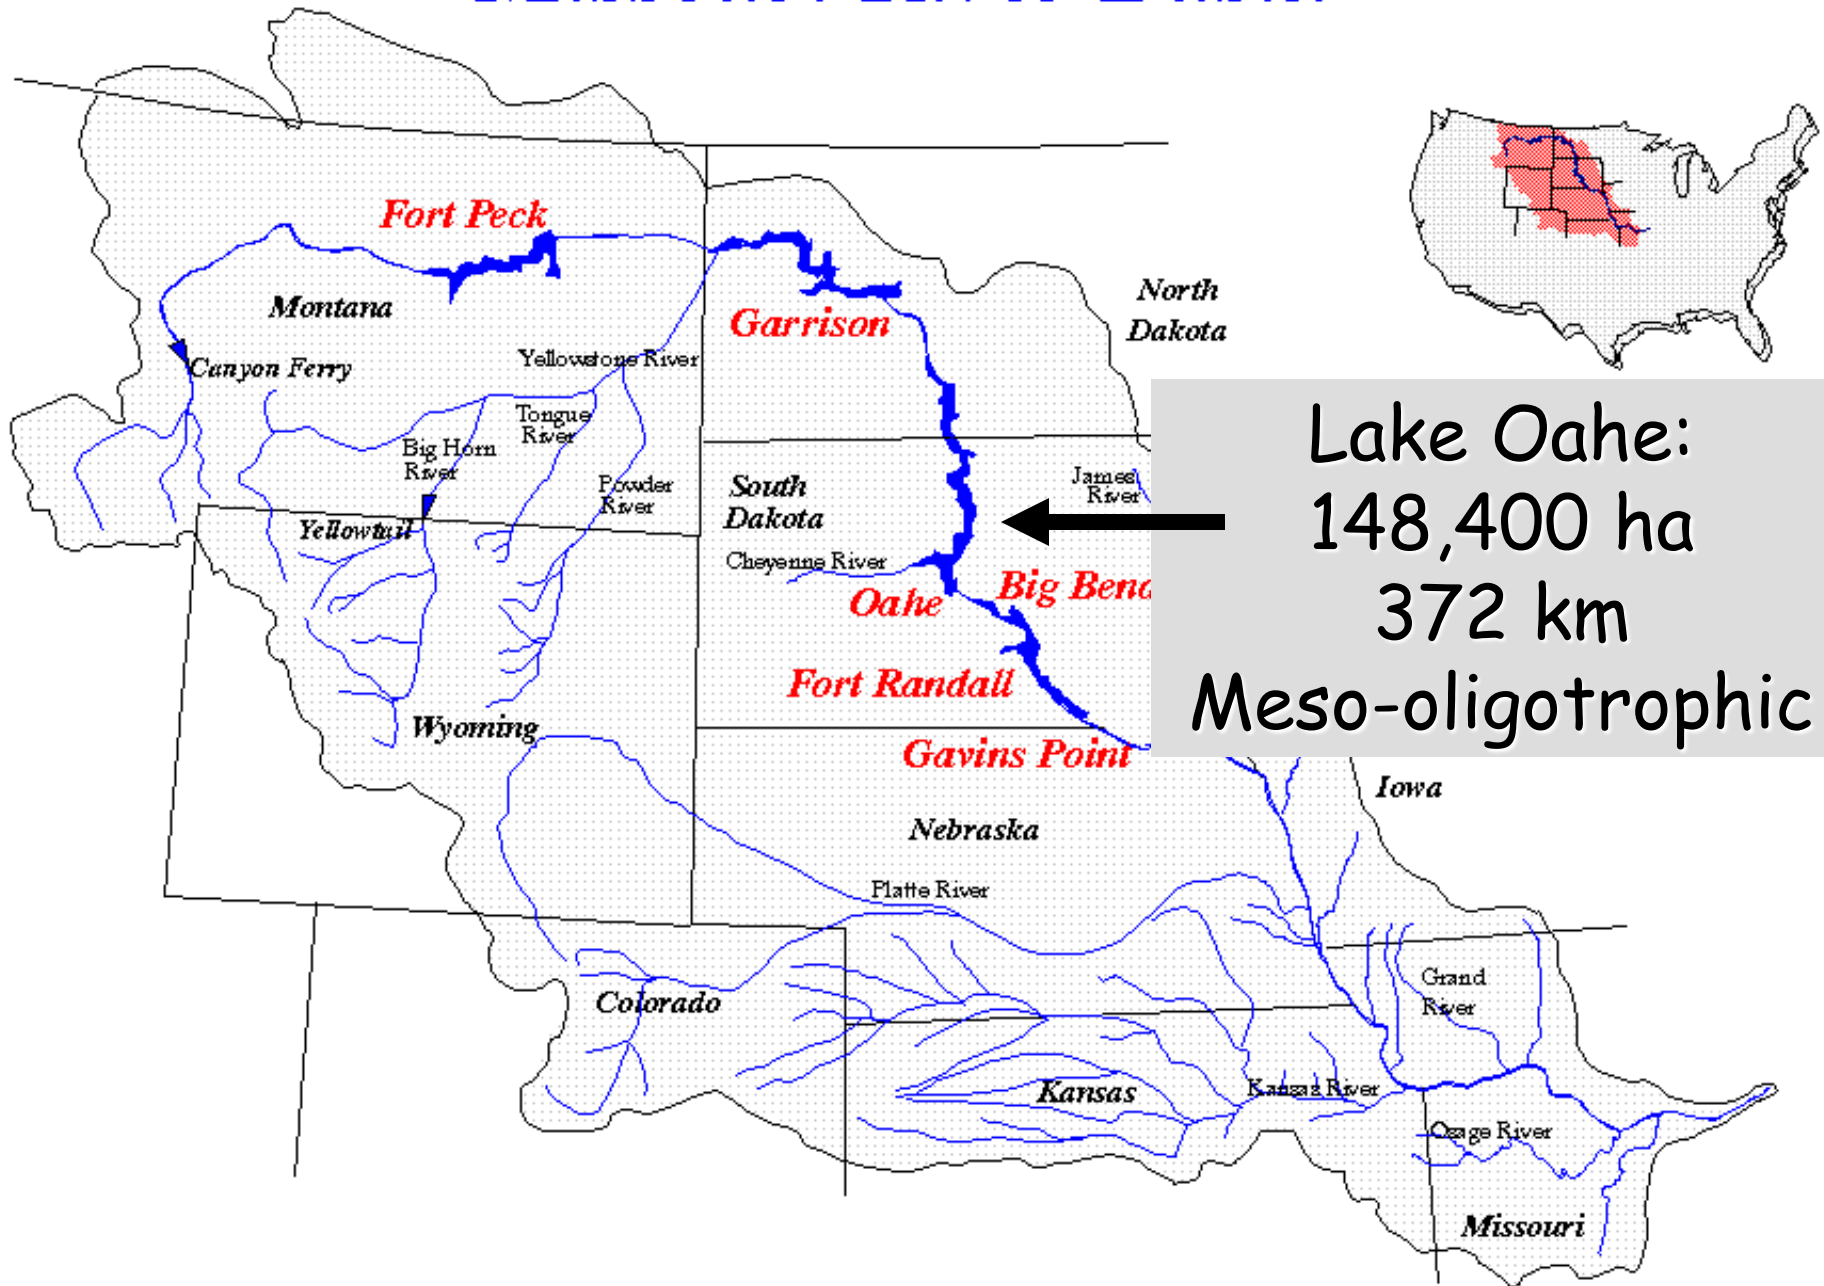 Fort Peck
North
Dakota
Montana
Garrison
Canyon Ferry
Yellowstone River
Tongue
River
Big Horn
River
Powder
River
South
Dakota
James
River
Lake Oahe:
148,400 ha
372 km
Meso-oligotrophic
Yellowtail
Cheyenne River
Oahe
Big Bend
Fort Randall
Wyoming
Gavins Point
Iowa
Nebraska
Platte River
Colorado
Grand
River
Kansas
Kansas River
Osage River
Missouri